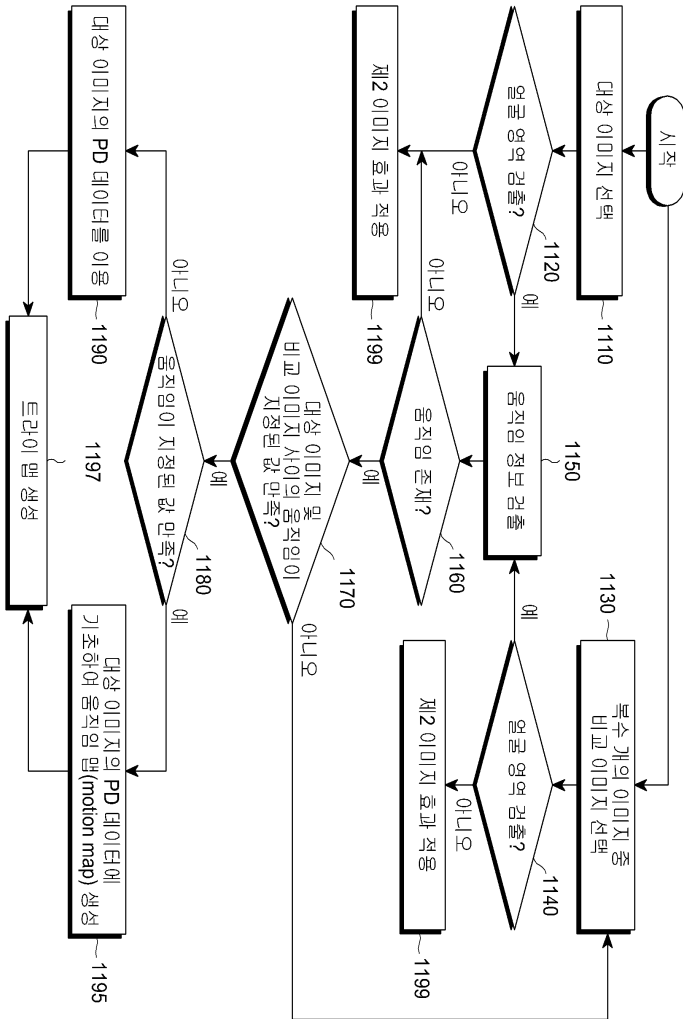 시작
대상 이미지 선택
1110
얼굴 영역 검출?
1120
예
아니오
제2 이미지 효과 적용
1199
복수 개의 이미지 중
비교 이미지 선택
1130
얼굴 영역 검출?
1140
예
아니오
제2 이미지 효과 적용
1199
움직임 정보 검출
1150
움직임 존재?
1160
아니오
예
대상 이미지 및
비교 이미지 사이의 움직임이
지정된 값 만족?
1170
아니오
예
움직임이 지정된 값 만족?
1180
아니오
예
대상 이미지의 PD 데이터를 이용
1190
대상 이미지의 PD 데이터에
기초하여 움직임 맵(motion map) 생성
1195
트라이 맵 생성
1197